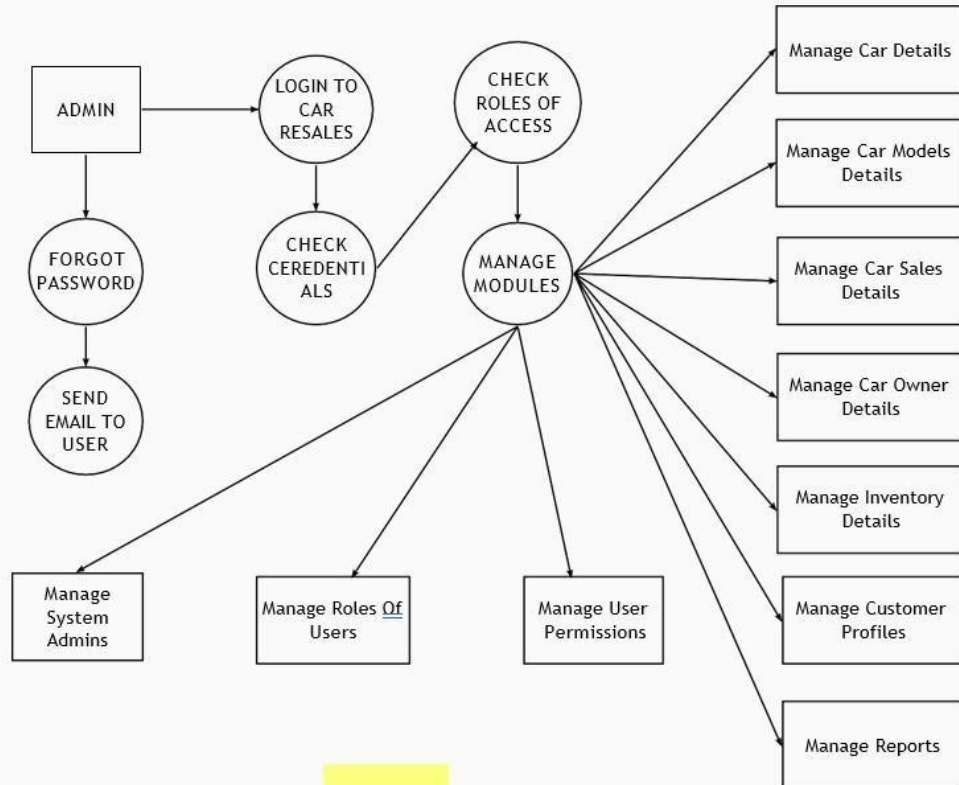 ADMIN
LOGIN TO
CAR
RESALES
CHECK
ROLES OF
ACCESS
FORGOT
PASSWORD
CHECK
CEREDENTI
ALS
MANAGE
MODULES
SEND
EMAIL TO
USER
Manage Car Details
Manage Car Models
Details
Manage Car Sales
Details
Manage Car Owner
Details
Manage Inventory
Details
Manage Customer
Profiles
Manage Reports
Manage
System
Admins
Manage Roles Of
Users
Manage User
Permissions